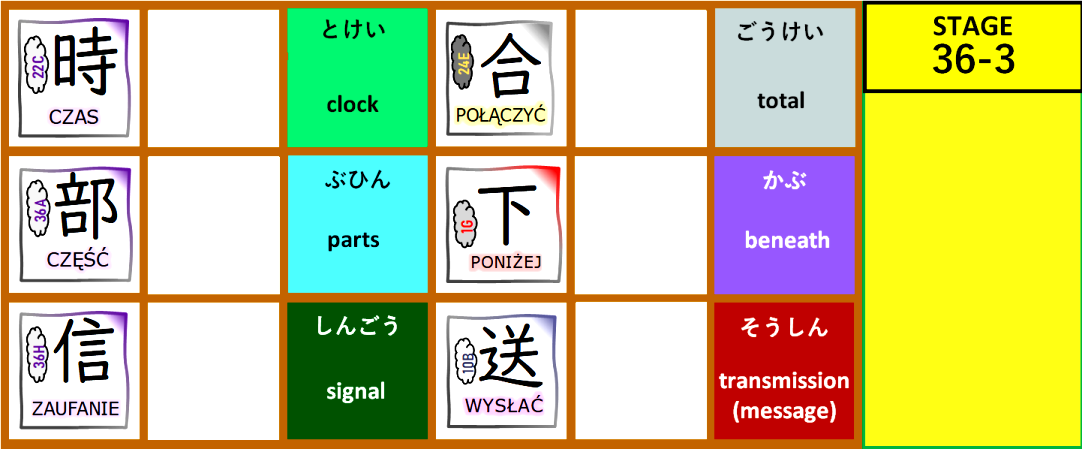 22C
時
CZAS
とけい
clock
24E
合
POŁĄCZYĆ
ごうけい
total
STAGE
36-3
36A
部
CZĘŚĆ
ぶひん
parts
1G
下
PONIŻEJ
かぶ
beneath
36H
信
ZAUFANIE
しんごう
signal
10B
送
WYSŁAĆ
そうしん
transmission
(message)